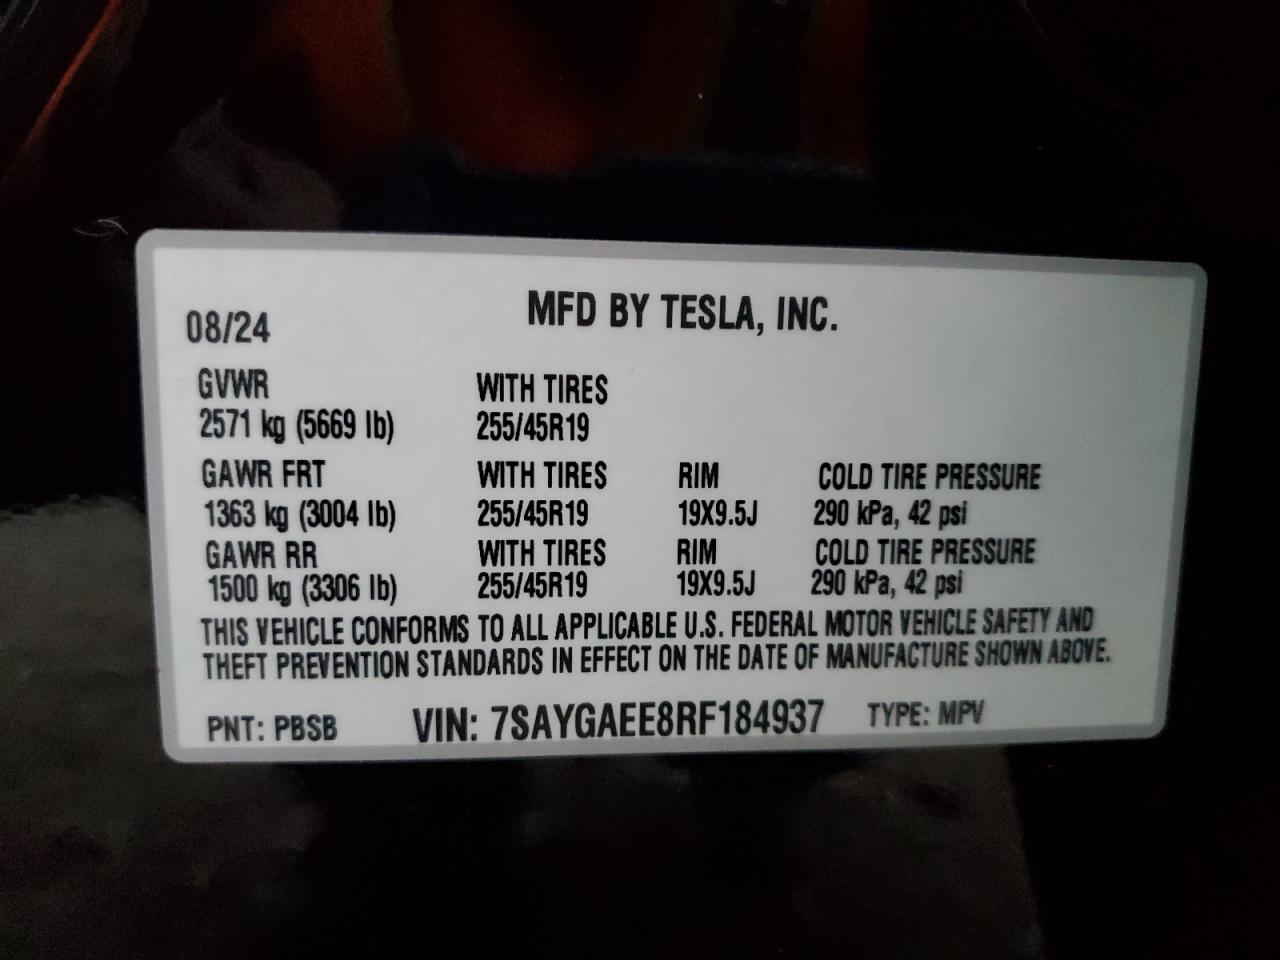 08/24 MFD BY TESLA, INC.
GVWR WITH TIRES
2571 kg (5669 lb) 255/45R19
GAWR FRT WITH TIRES RIM COLD TIRE PRESSURE
1363 kg (3004 lb) 255/45R19 19X9.5J 290 kPa, 42 psi
GAWR RR WITH TIRES RIM COLD TIRE PRESSURE
1500 kg (3306 lb) 255/45R19 19X9.5J 290 kPa, 42 psi
THIS VEHICLE CONFORMS TO ALL APPLICABLE U.S. FEDERAL MOTOR VEHICLE SAFETY AND
THEFT PREVENTION STANDARDS IN EFFECT ON THE DATE OF MANUFACTURE SHOWN ABOVE.
PNT: PBSB VIN: 7SAYGAEE8RF184937 TYPE: MPV